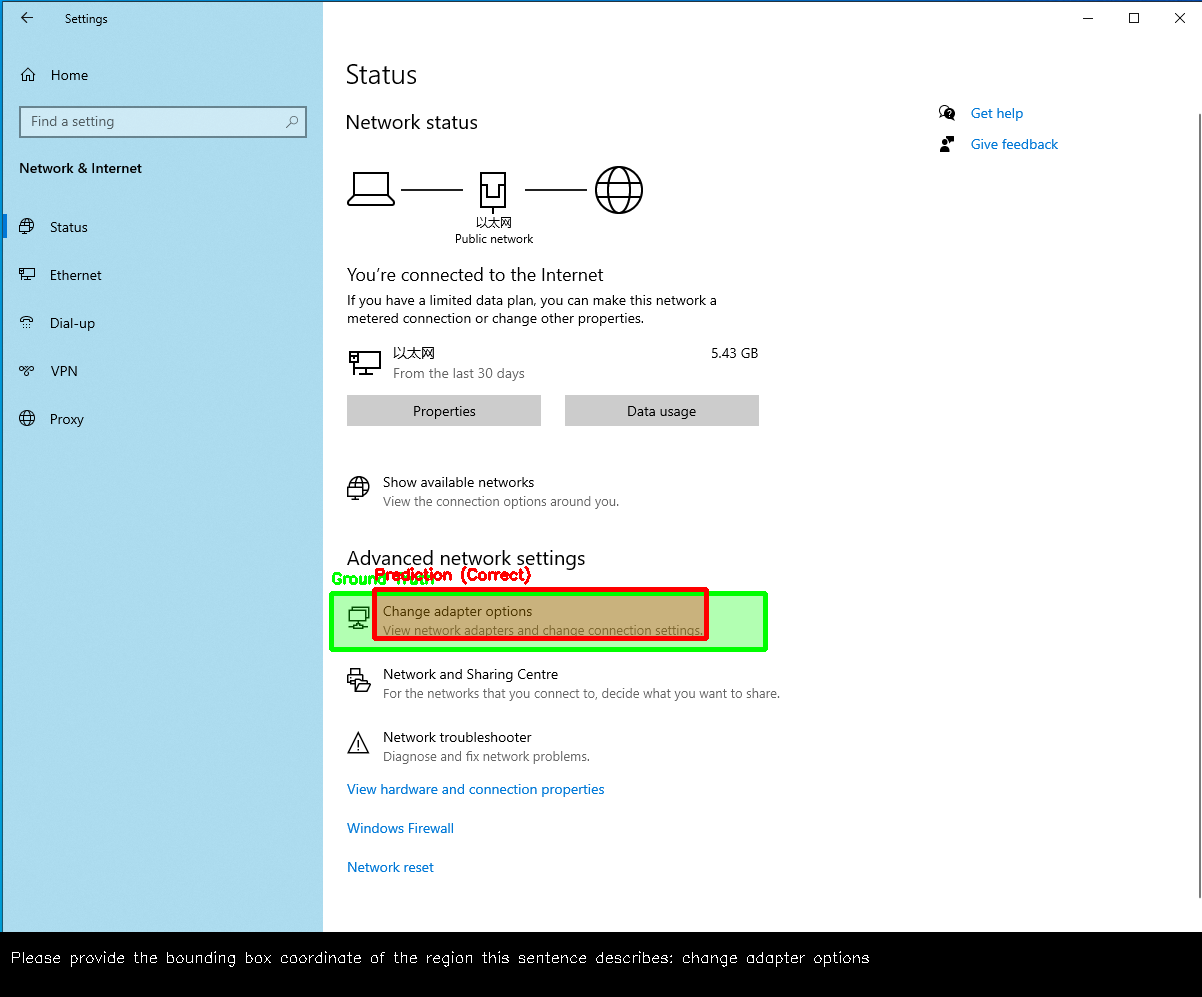 Settings
Home
Find a setting
Network & Internet
Status
Ethernet
Dial-up
VPN
Proxy
Status
Network status
以太网
Public network
You're connected to the Internet
If you have a limited data plan, you can make this network a
metered connection or change other properties.
以太网
5.43 GB
From the last 30 days
Properties
Data usage
Show available networks
View the connection options around you.
Advanced network settings
Ground Truth
Prediction (Correct)
Change adapter options
View network adapters and change connection settings.
Network and Sharing Centre
For the networks that you connect to, decide what you want to share.
Network troubleshooter
Diagnose and fix network problems.
View hardware and connection properties
Windows Firewall
Network reset
Get help
Give feedback
Please provide the bounding box coordinate of the region this sentence describes: change adapter options